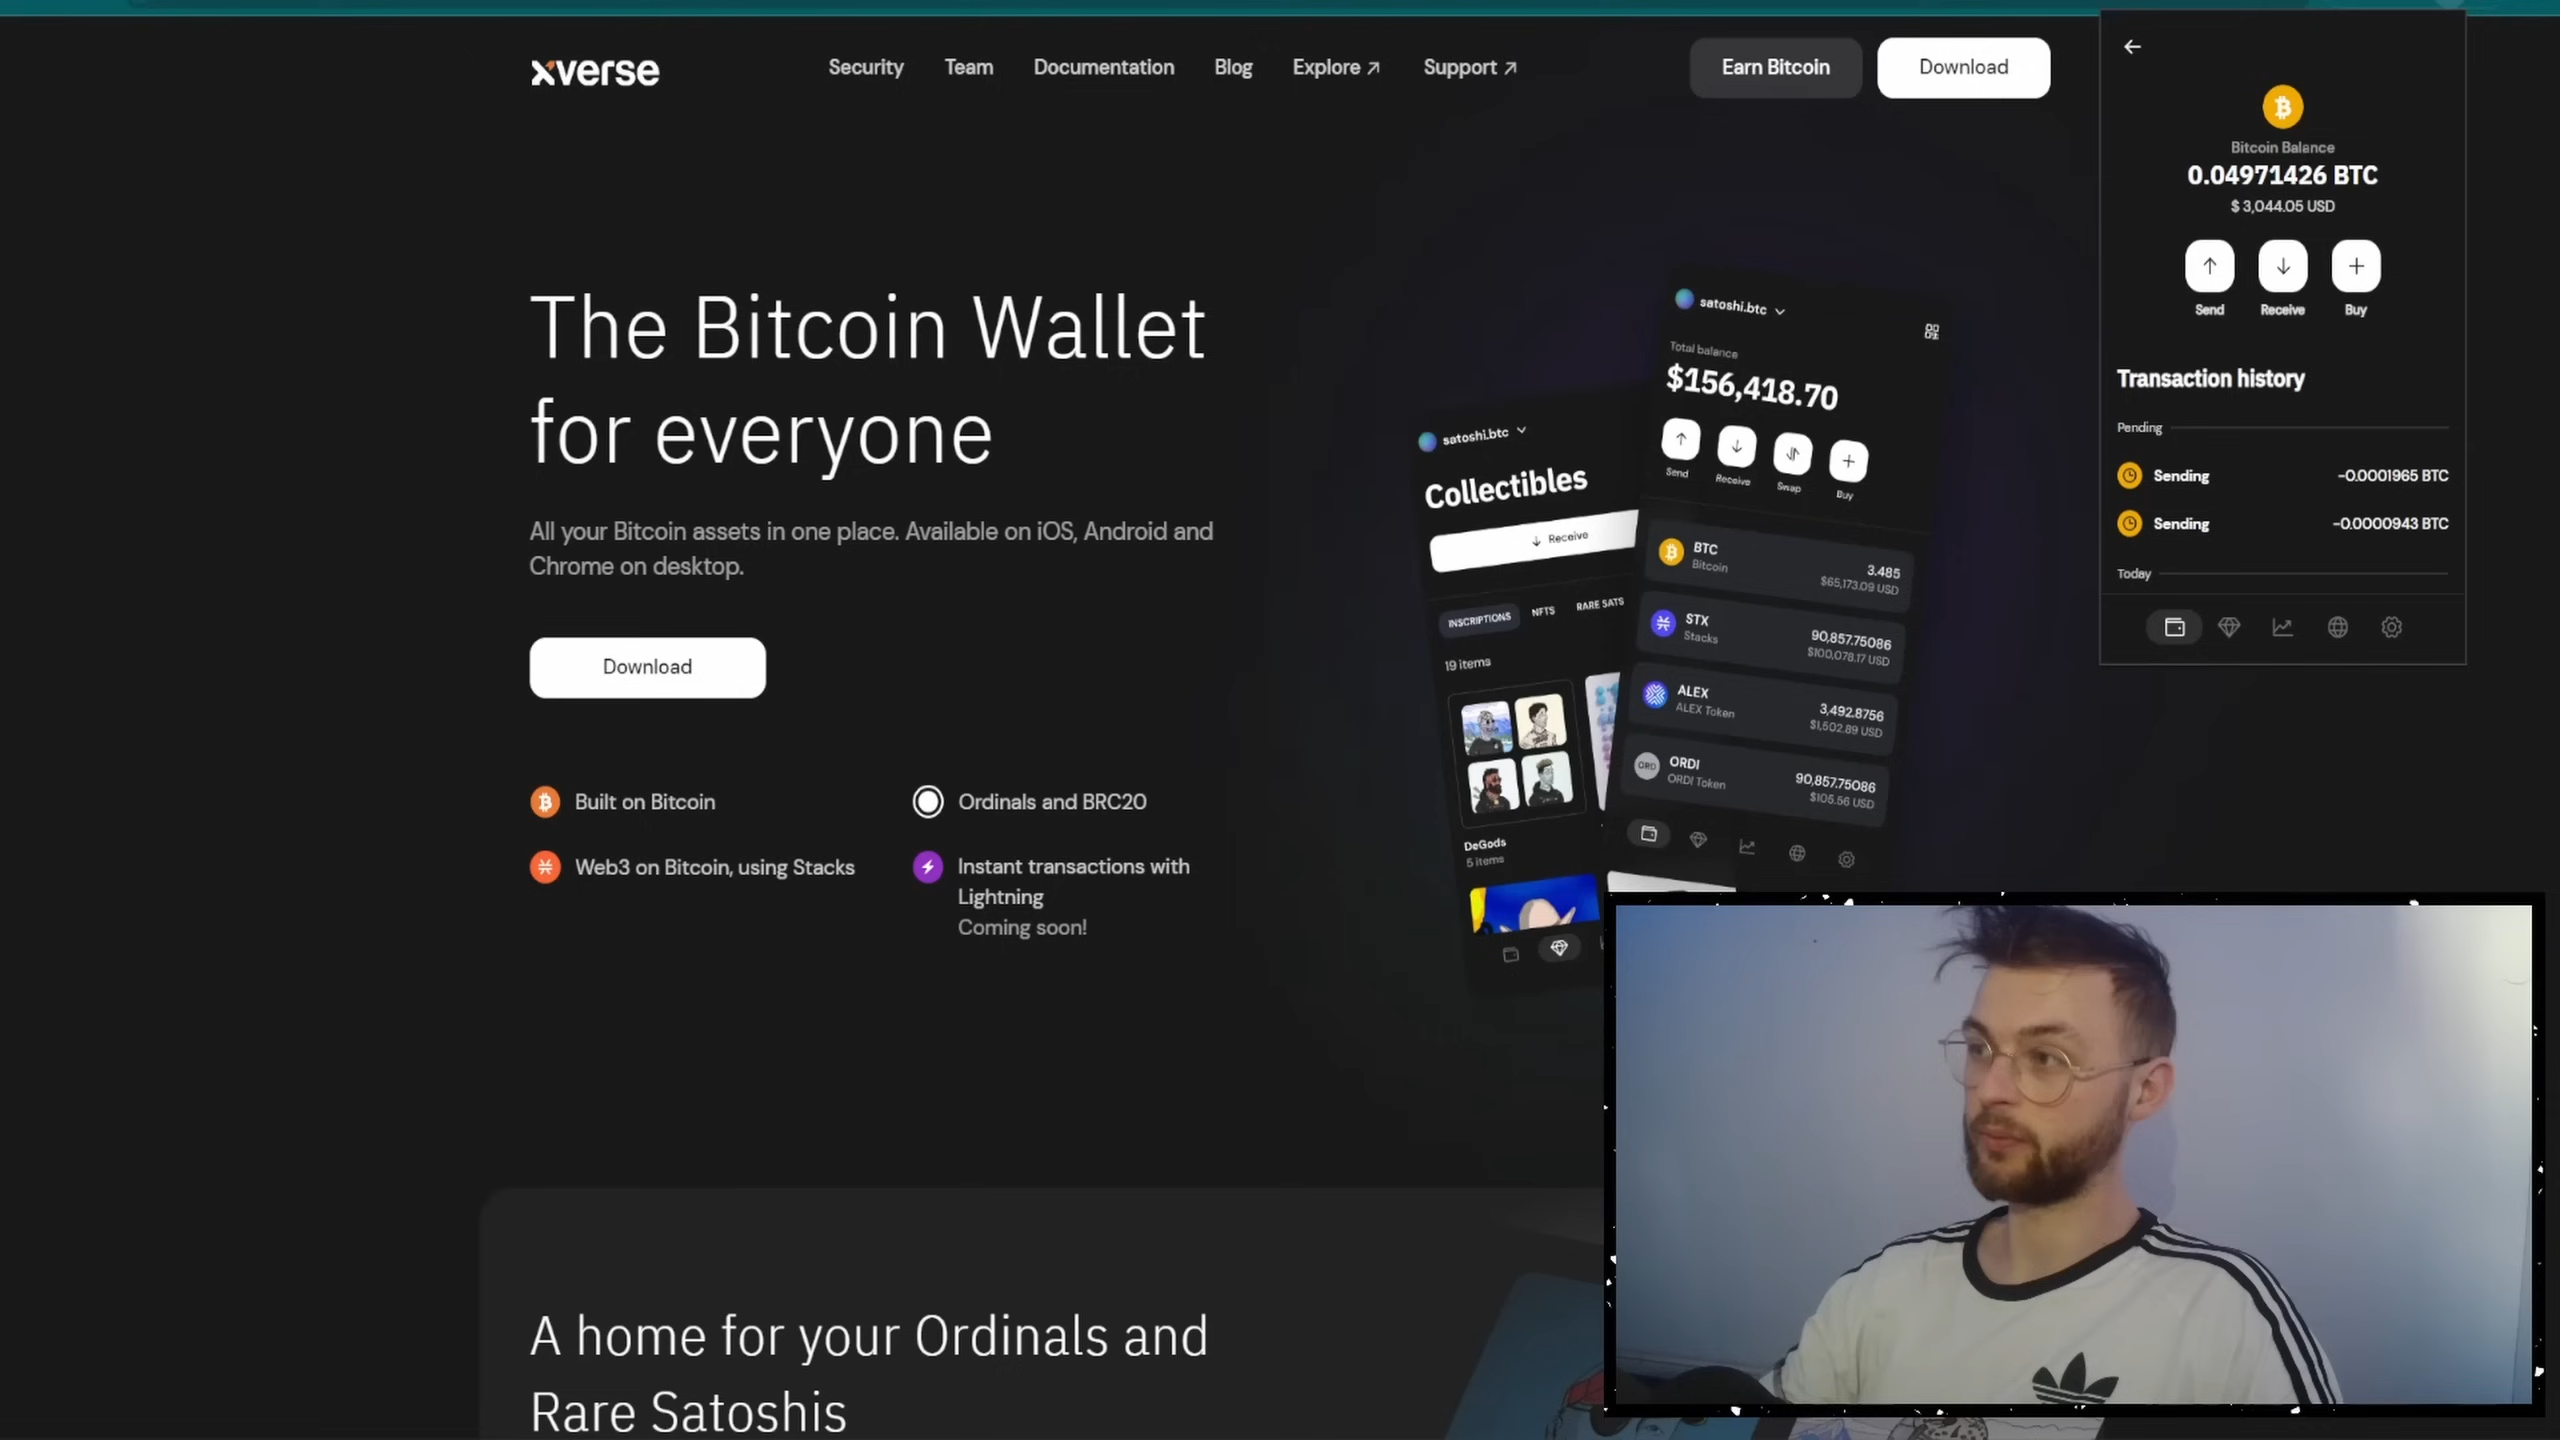 xverse
Security
Team
Documentation
Blog
Explore ↗
Support ↗
Earn Bitcoin
Download
The Bitcoin Wallet
for everyone
All your Bitcoin assets in one place. Available on iOS, Android and
Chrome on desktop.
Download
Built on Bitcoin
Ordinals and BRC20
Web3 on Bitcoin, using Stacks
Instant transactions with
Lightning
Coming soon!
satoshi.btc
Collectibles
Receive
INSCRIPTIONS
NFTS
RARE SATS
19 items
DeGods
5 items
satoshi.btc
Total balance
$156,418.70
Send
Receive
Swap
Buy
BTC
Bitcoin
3.485
$65,173.09 USD
STX
Stacks
90,857.75086
$100,078.17 USD
ALEX
ALEX Token
3,492.8756
$1,502.89 USD
ORD
ORDI
ORDI Token
90,857.75086
$105.56 USD
Bitcoin Balance
0.04971426 BTC
$ 3,044.05 USD
Send
Receive
Buy
Transaction history
Pending
Sending -0.0001965 BTC
Sending -0.0000943 BTC
Today
A home for your Ordinals and
Rare Satoshis